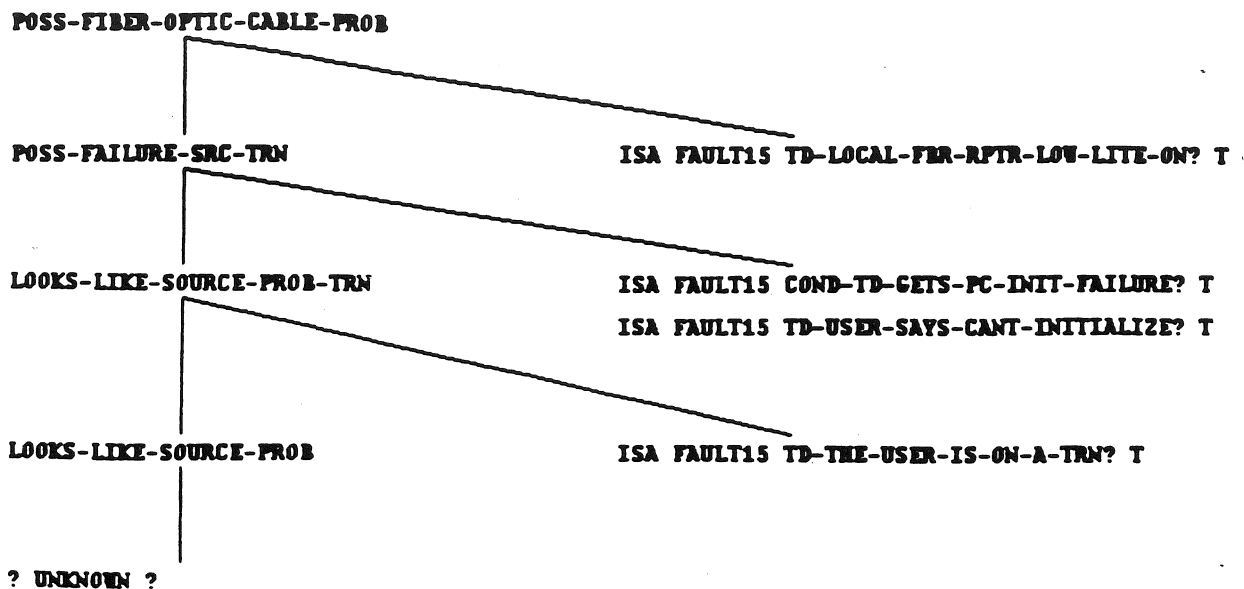 POSS-FIBER-OPTIC-CABLE-PROB
POSS-FAILURE-SRC-TRN
ISA FAULT15 TD-LOCAL-FBR-RPTR-LOW-LITE-ON? T
LOOKS-LIKE-SOURCE-PROB-TRN
ISA FAULT15 COND-TD-GETS-PC-INIT-FAILURE? T
ISA FAULT15 TD-USER-SAYS-CANT-INITIALIZE? T
LOOKS-LIKE-SOURCE-PROB
ISA FAULT15 TD-THE-USER-IS-ON-A-TRN? T
? UNKNOWN ?